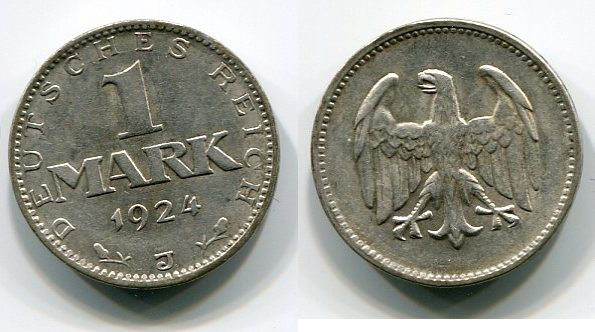 DEUTSCHES REICH
1
MARK
1924
J